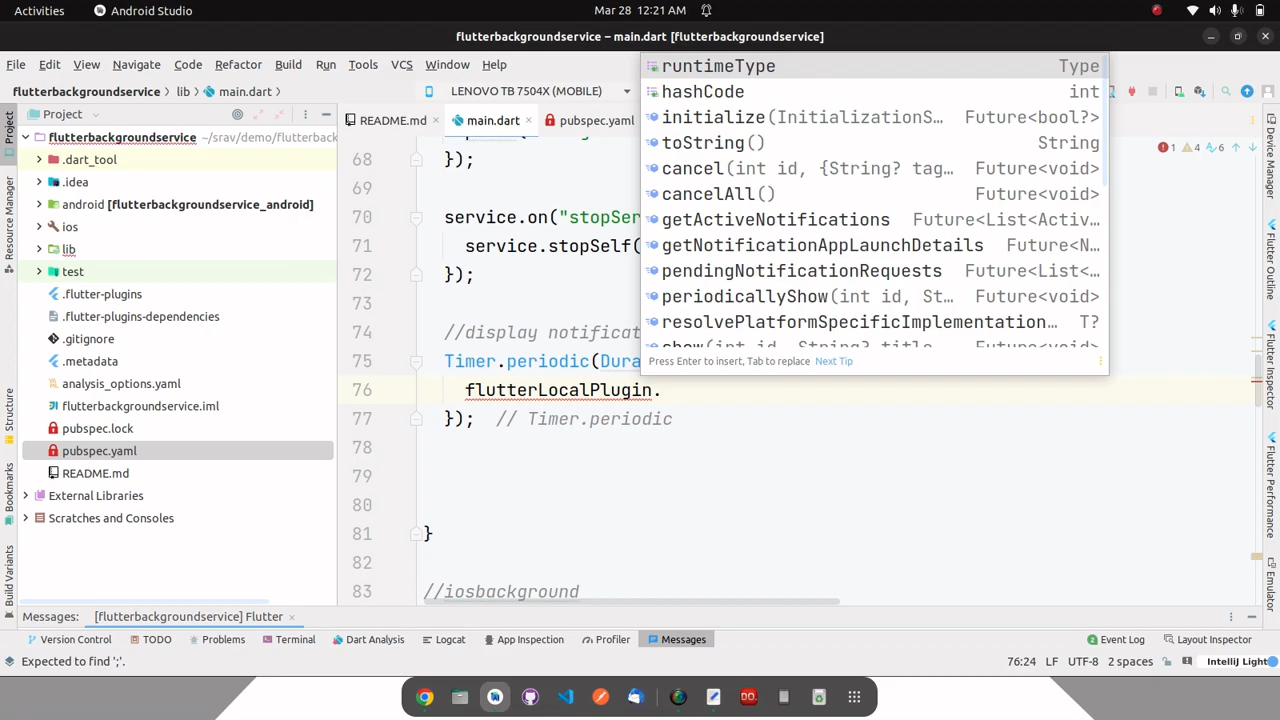 Activities
Android Studio
Mar 28 12:21 AM
flutterbackgroundservice – main.dart [flutterbackgroundservice]
File Edit View Navigate Code Refactor Build Run Tools VCS Window Help
flutterbackgroundservice lib main.dart
LENOVO TB 7504X (MOBILE)
Project
README.md main.dart pubspec.yaml
1 4 6
flutterbackgroundservice ~/srav/demo/flutterback
.dart_tool
.idea
android [flutterbackgroundservice_android]
ios
lib
test
.flutter-plugins
.flutter-plugins-dependencies
.gitignore
.metadata
analysis_options.yaml
flutterbackgroundservice.iml
pubspec.lock
pubspec.yaml
README.md
External Libraries
Scratches and Consoles
Project
Resource Manager
Structure
Bookmarks
Build Variants
68 });
69
70 service.on("stopSer
71 service.stopSelf(
72 });
73
74 //display notificat
75 Timer.periodic(Dura
76 flutterLocalPlugin.
77 }); // Timer.periodic
78
79
80
81 }
82
83 //iosbackground
runtimeType Type
hashCode int
initialize(InitializationS... Future<bool?>
toString() String
cancel(int id, {String? tag... Future<void>
cancelAll() Future<void>
getActiveNotifications Future<List<Activ...
getNotificationAppLaunchDetails Future<N...
pendingNotificationRequests Future<List<...
periodicallyShow(int id, St... Future<void>
resolvePlatformSpecificImplementation... T?
Press Enter to insert, Tab to replace Next Tip
Device Manager
Flutter Outline
Flutter Inspector
Flutter Performance
Emulator
Messages: [flutterbackgroundservice] Flutter
Version Control TODO Problems Terminal Dart Analysis Logcat App Inspection Profiler Messages 2 Event Log Layout Inspector
Expected to find ';'.
76:24 LF UTF-8 2 spaces IntelliJ Light
DO.